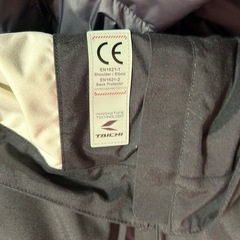 CE
EN1621-1
Shoulder / Elbow
EN1621-2
Back Protector
TAICHI